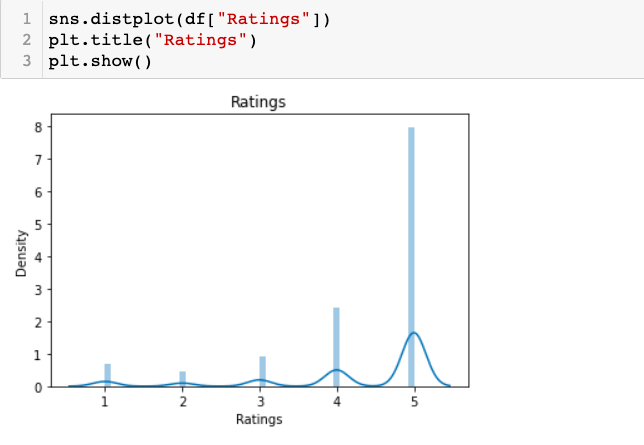 1 sns.distplot(df["Ratings"])
2 plt.title("Ratings")
3 plt.show()
Ratings
8
7
6
5
4
3
2
1
0
Density
1 2 3 4 5
Ratings